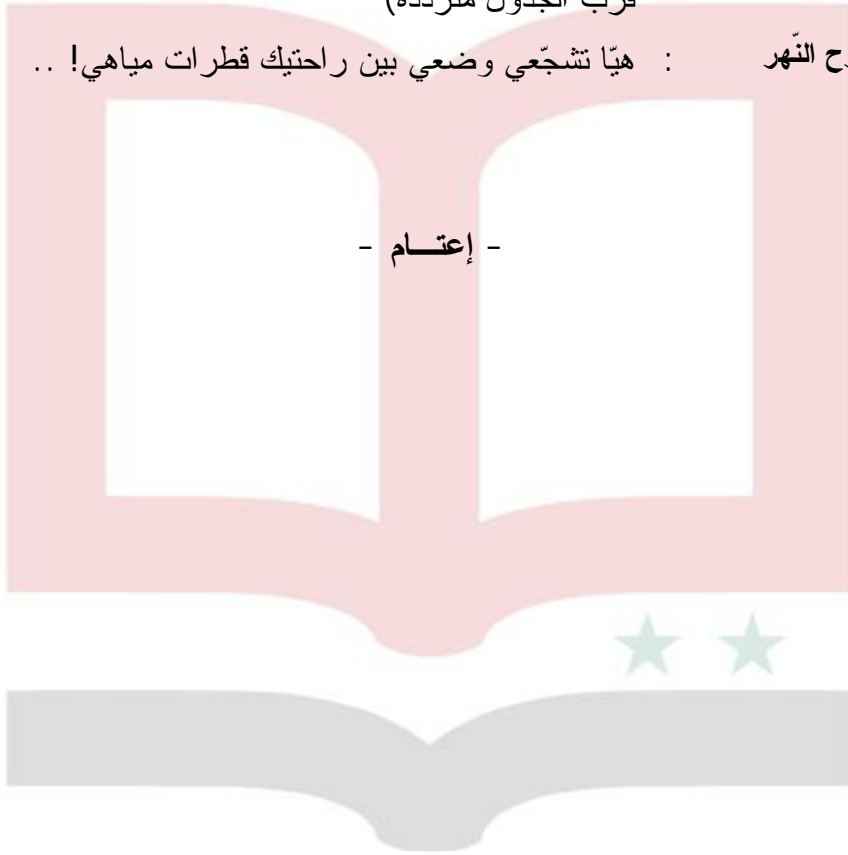 قرب الجدول مترددة)
ح النّهر : هيّا تشجّعي وضعي بين راحتيك قطرات مياهي! ..
- إعتـــام -